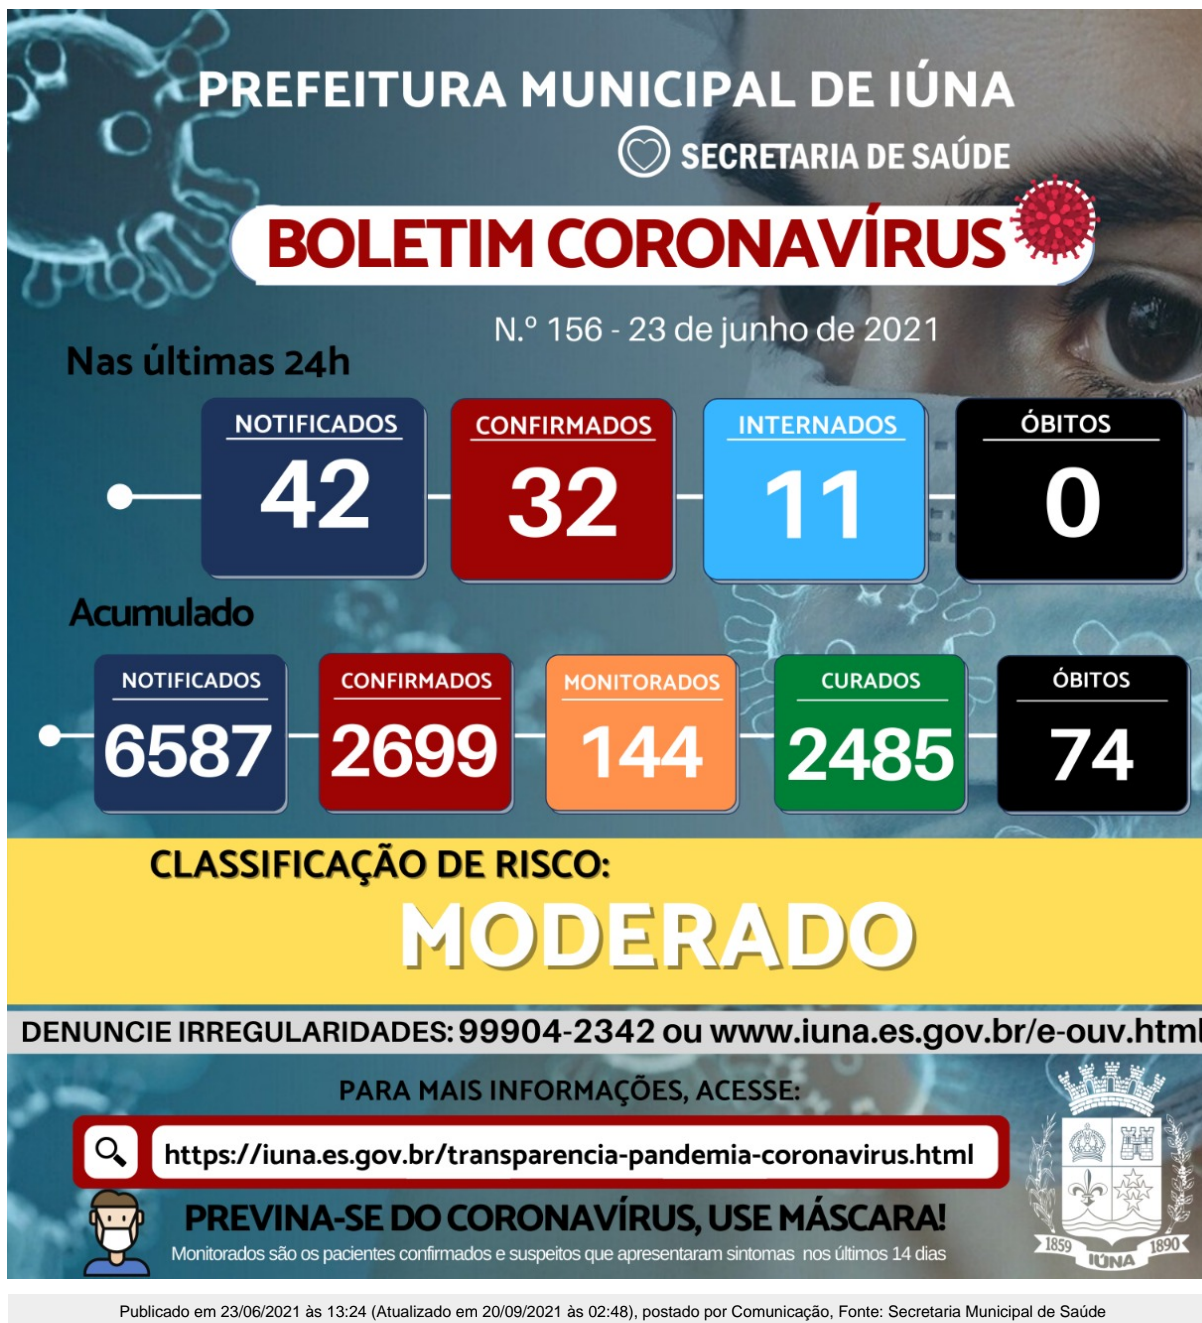 PREFEITURA MUNICIPAL DE IÚNA
SECRETARIA DE SAÚDE
BOLETIM CORONAVÍRUS
N.º 156 - 23 de junho de 2021
Nas últimas 24h
NOTIFICADOS
42
CONFIRMADOS
32
INTERNADOS
11
ÓBITOS
0
Acumulado
NOTIFICADOS
6587
CONFIRMADOS
2699
MONITORADOS
144
CURADOS
2485
ÓBITOS
74
CLASSIFICAÇÃO DE RISCO:
MODERADO
DENUNCIE IRREGULARIDADES: 99904-2342 ou www.iuna.es.gov.br/e-ouv.html
PARA MAIS INFORMAÇÕES, ACESSE:
https://iuna.es.gov.br/transparencia-pandemia-coronavirus.html
PREVINA-SE DO CORONAVÍRUS, USE MÁSCARA!
Monitorados são os pacientes confirmados e suspeitos que apresentaram sintomas nos últimos 14 dias
1859 IÚNA 1890
Publicado em 23/06/2021 às 13:24 (Atualizado em 20/09/2021 às 02:48), postado por Comunicação, Fonte: Secretaria Municipal de Saúde